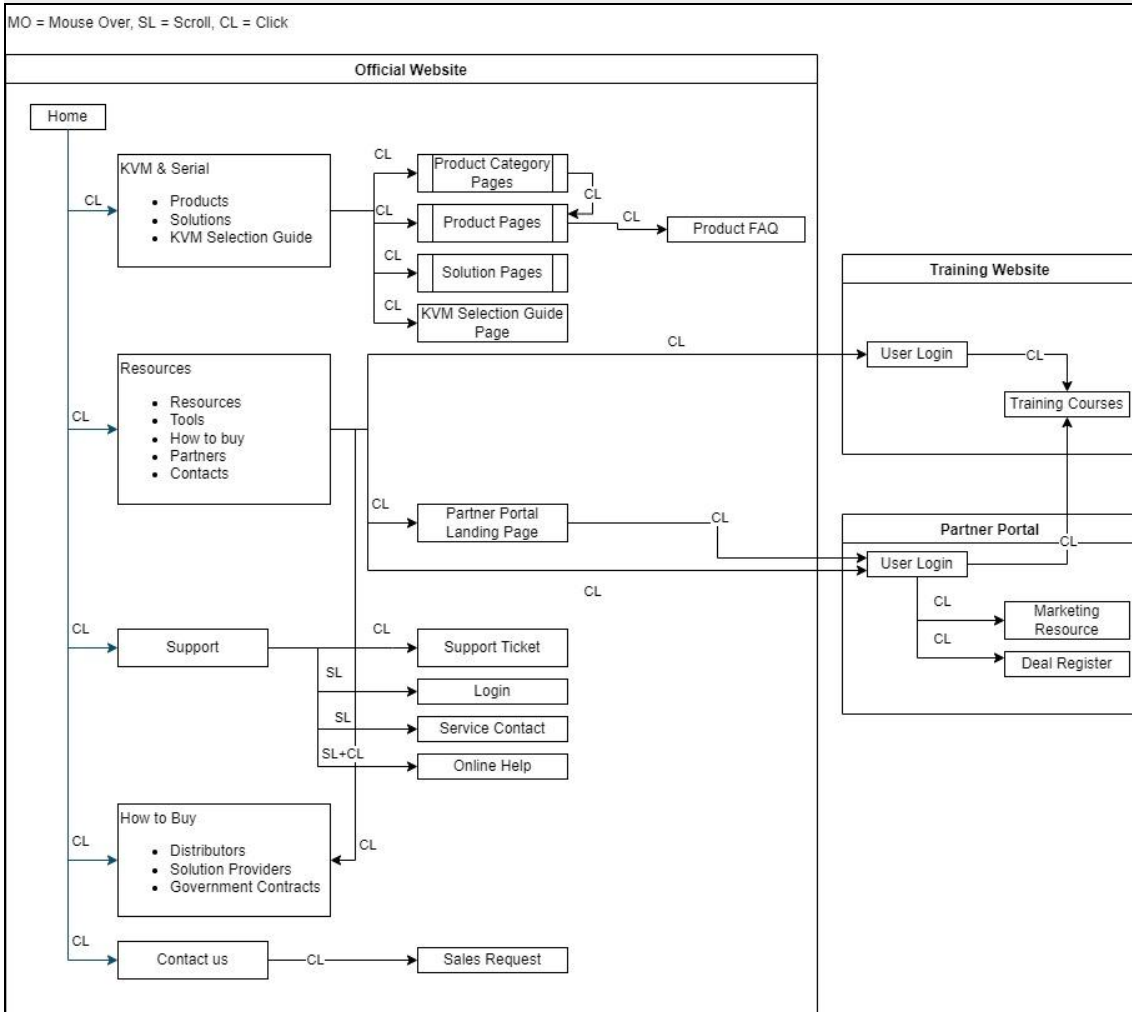 MO = Mouse Over, SL = Scroll, CL = Click
Official Website
Home
KVM & Serial
• Products
• Solutions
• KVM Selection Guide
CL
CL
Product Category
Pages
CL
CL
Product Pages
CL
Product FAQ
CL
Solution Pages
CL
KVM Selection Guide
Page
Training Website
CL
User Login
CL
Training Courses
Resources
• Resources
• Tools
• How to buy
• Partners
• Contacts
CL
CL
Partner Portal
Landing Page
CL
Partner Portal
CL
User Login
CL
CL
Marketing
Resource
CL
Deal Register
CL
Support
CL
Support Ticket
SL
Login
SL
Service Contact
SL+CL
Online Help
How to Buy
• Distributors
• Solution Providers
• Government Contracts
CL
CL
CL
Contact us
CL
Sales Request